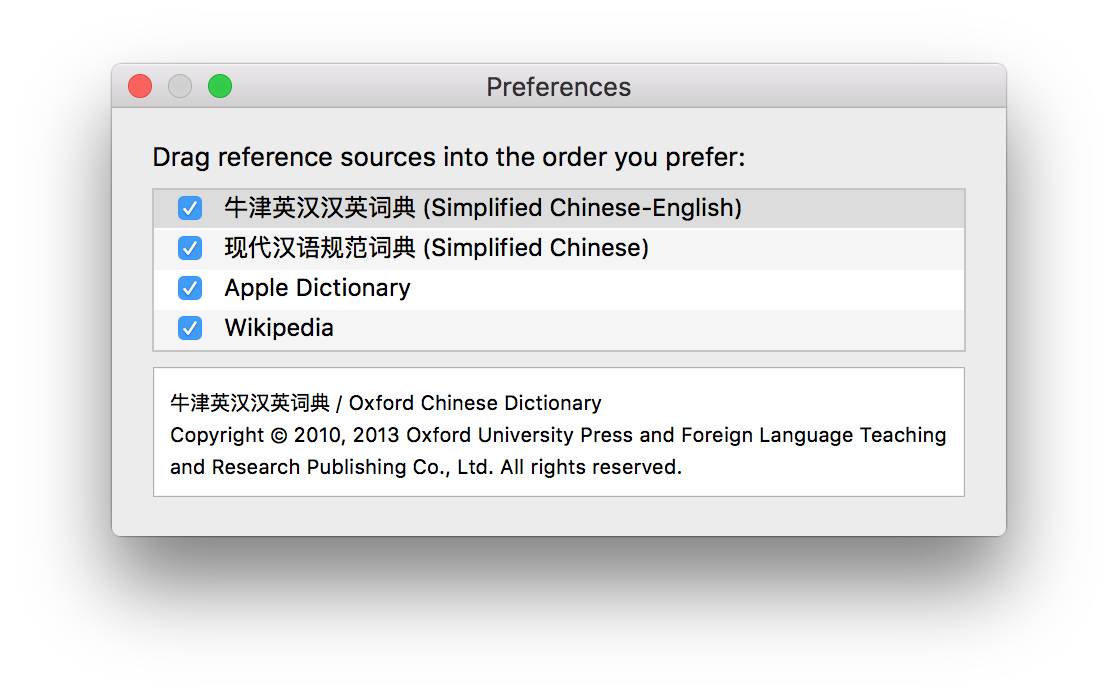 Preferences
Drag reference sources into the order you prefer:
牛津英汉汉英词典 (Simplified Chinese-English)
现代汉语规范词典 (Simplified Chinese)
Apple Dictionary
Wikipedia
牛津英汉汉英词典 / Oxford Chinese Dictionary
Copyright © 2010, 2013 Oxford University Press and Foreign Language Teaching
and Research Publishing Co., Ltd. All rights reserved.